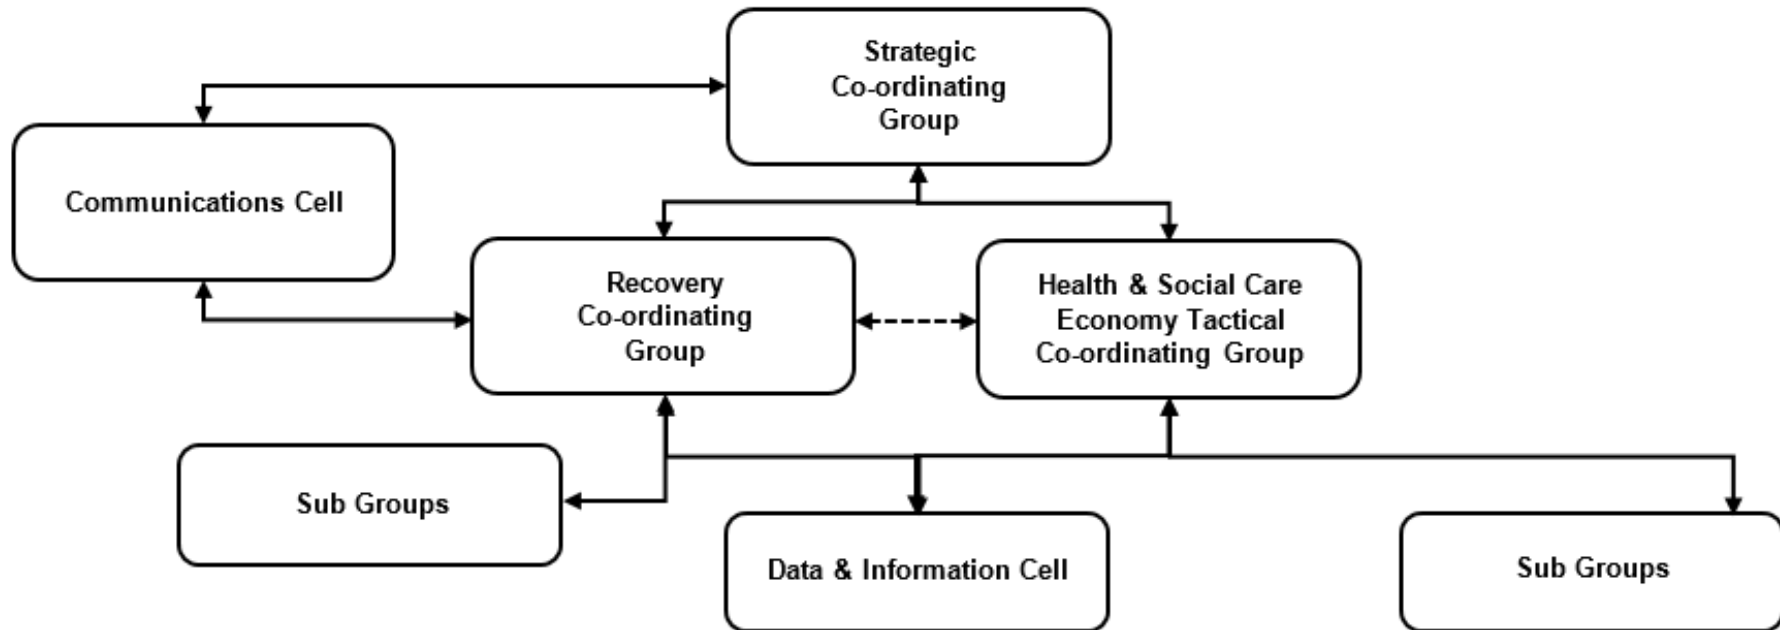 Strategic
Co-ordinating
Group
Communications Cell
Recovery
Co-ordinating
Group
Health & Social Care
Economy Tactical
Co-ordinating Group
Sub Groups
Data & Information Cell
Sub Groups